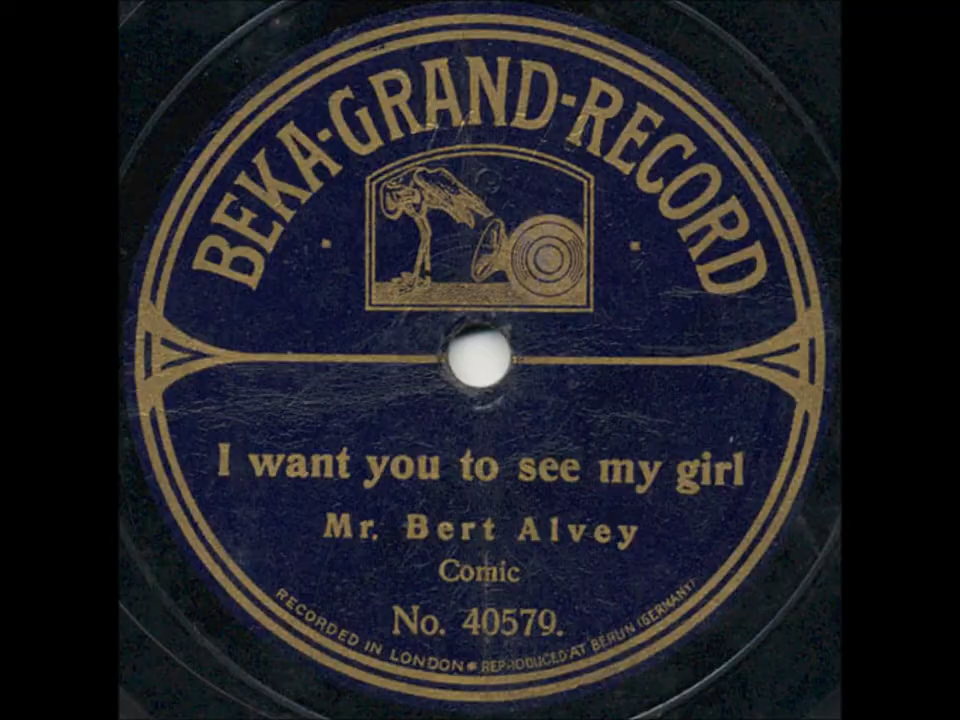 BEKA-GRAND-RECORD
I want you to see my girl
Mr. Bert Alvey
Comic
No. 40579.
RECORDED IN LONDON * REPRODUCED AT BERLIN (GERMANY)